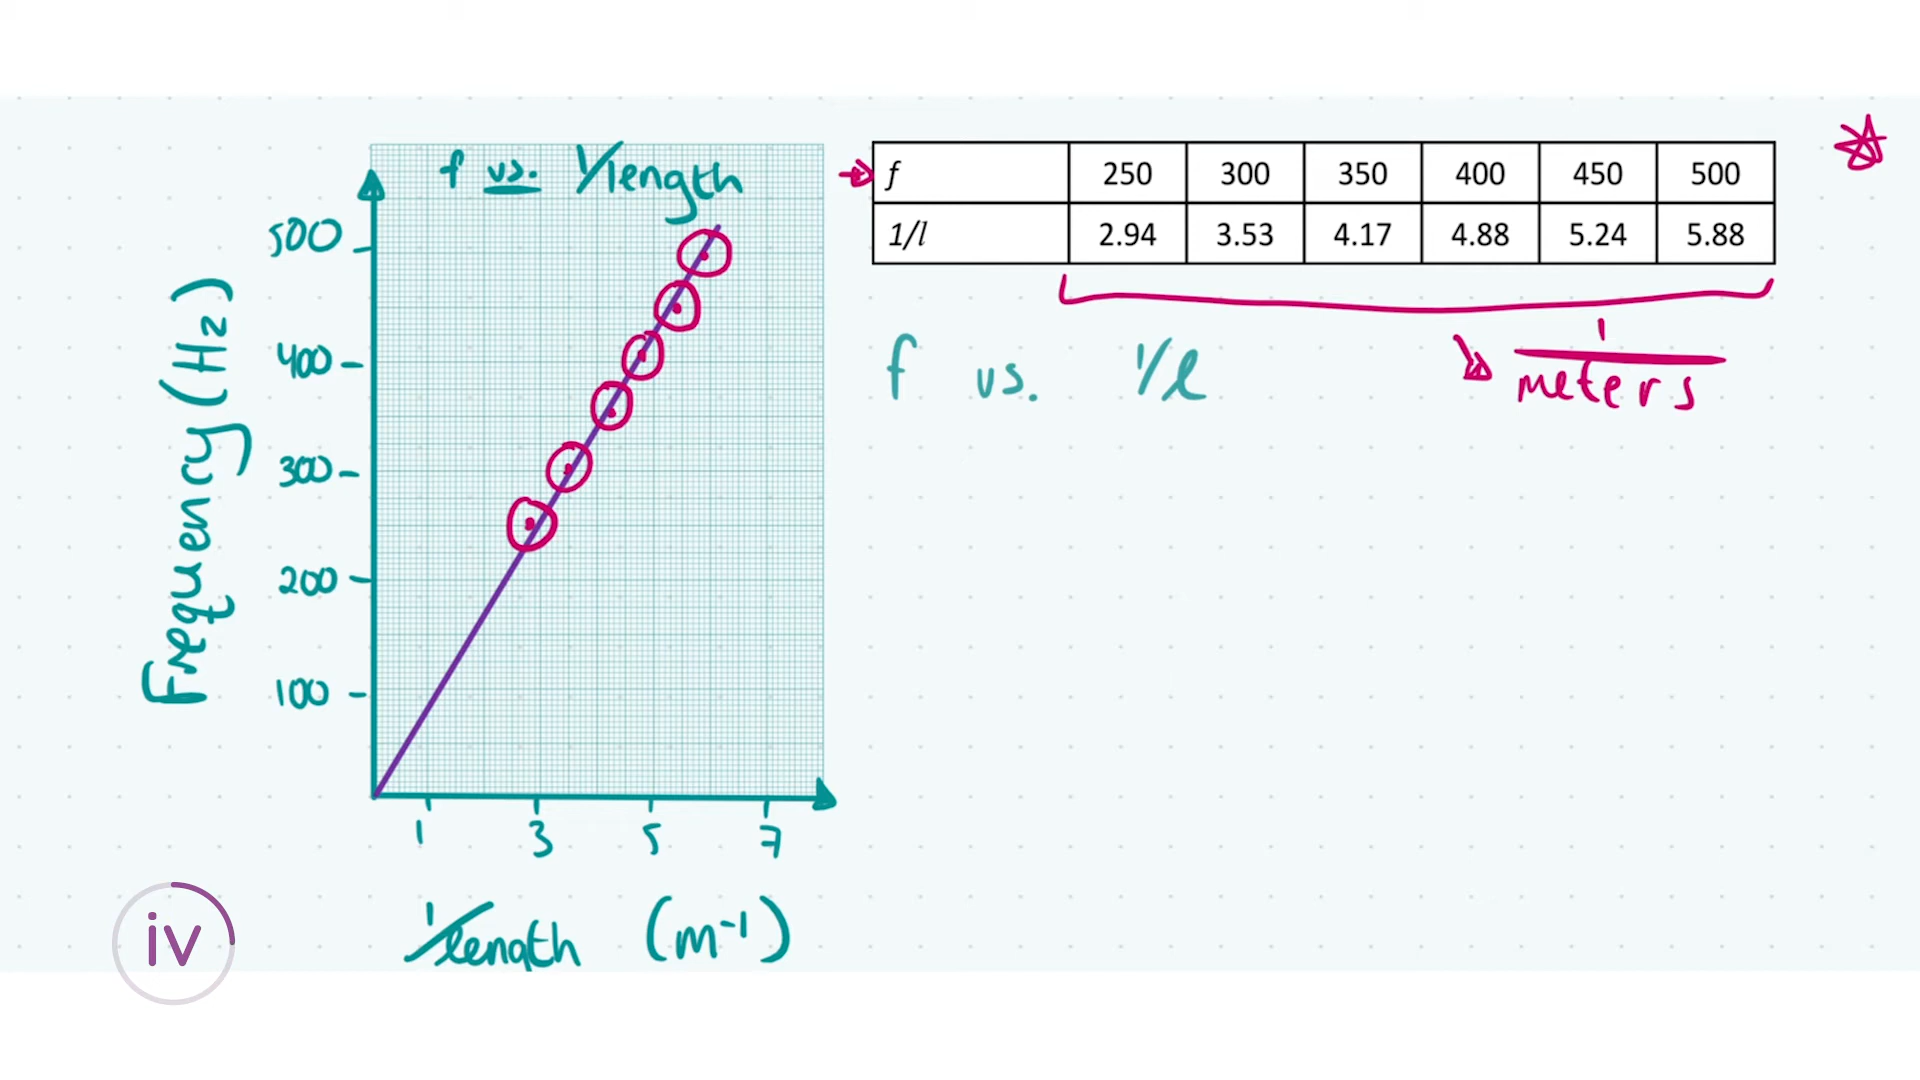 f vs. 1/length
Frequency (Hz)
500
400
300
200
100
1 3 5 7
1/length (m⁻¹)
f 250 300 350 400 450 500
1/l 2.94 3.53 4.17 4.88 5.24 5.88
f vs. 1/l
1
meters
iv